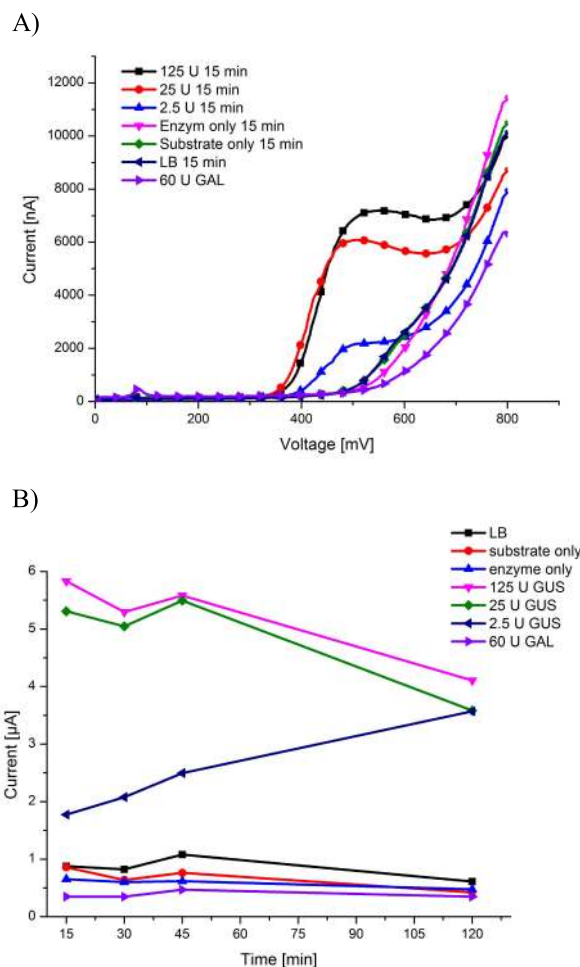 A)
125 U 15 min
25 U 15 min
2.5 U 15 min
Enzym only 15 min
Substrate only 15 min
LB 15 min
60 U GAL
12000
10000
8000
6000
4000
2000
0
Current [nA]
0 200 400 600 800
Voltage [mV]
B)
LB
substrate only
enzyme only
125 U GUS
25 U GUS
2.5 U GUS
60 U GAL
6
5
4
3
2
1
0
Current [µA]
15 30 45 60 75 90 105 120
Time [min]